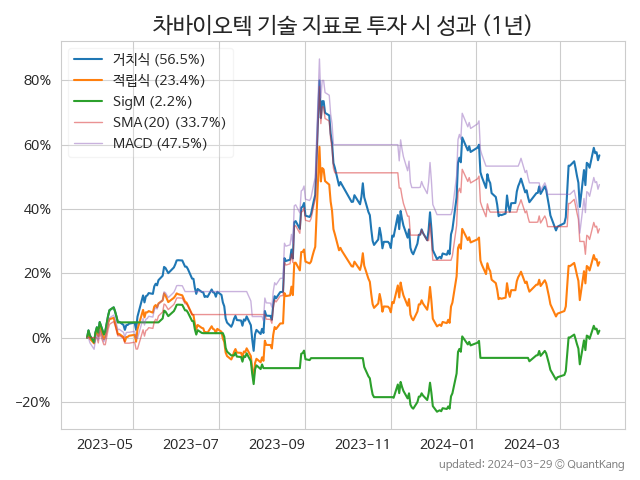 차바이오텍 기술 지표로 투자 시 성과 (1년)
거치식 (56.5%)
적립식 (23.4%)
SigM (2.2%)
SMA(20) (33.7%)
MACD (47.5%)
80%
60%
40%
20%
0%
−20%
2023-05 2023-07 2023-09 2023-11 2024-01 2024-03
updated: 2024-03-29 © QuantKang